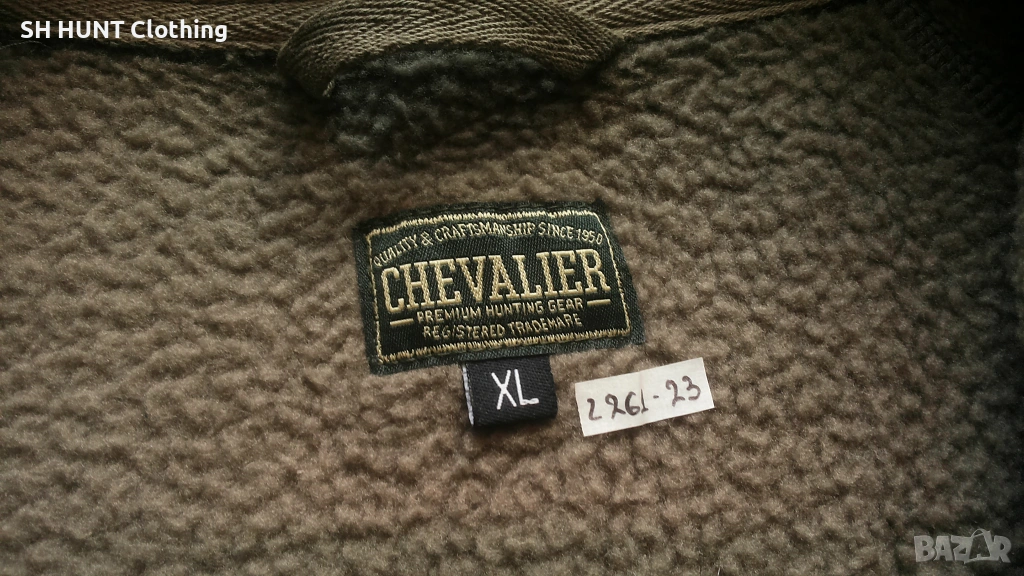 SH HUNT Clothing
QUALITY & CRAFTSMANSHIP SINCE 1950
CHEVALIER
PREMIUM HUNTING GEAR
REGISTERED TRADEMARK
XL
2261-23
BAZAR